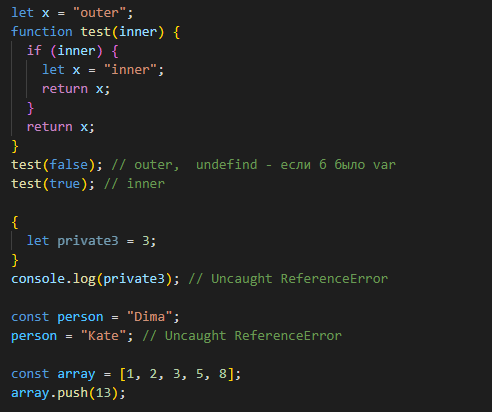 let x = "outer";
function test(inner) {
if (inner) {
let x = "inner";
return x;
}
return x;
}
test(false); // outer,  undefind - если б было var
test(true); // inner
{
let private3 = 3;
}
console.log(private3); // Uncaught ReferenceError
const person = "Dima";
person = "Kate"; // Uncaught ReferenceError
const array = [1, 2, 3, 5, 8];
array.push(13);